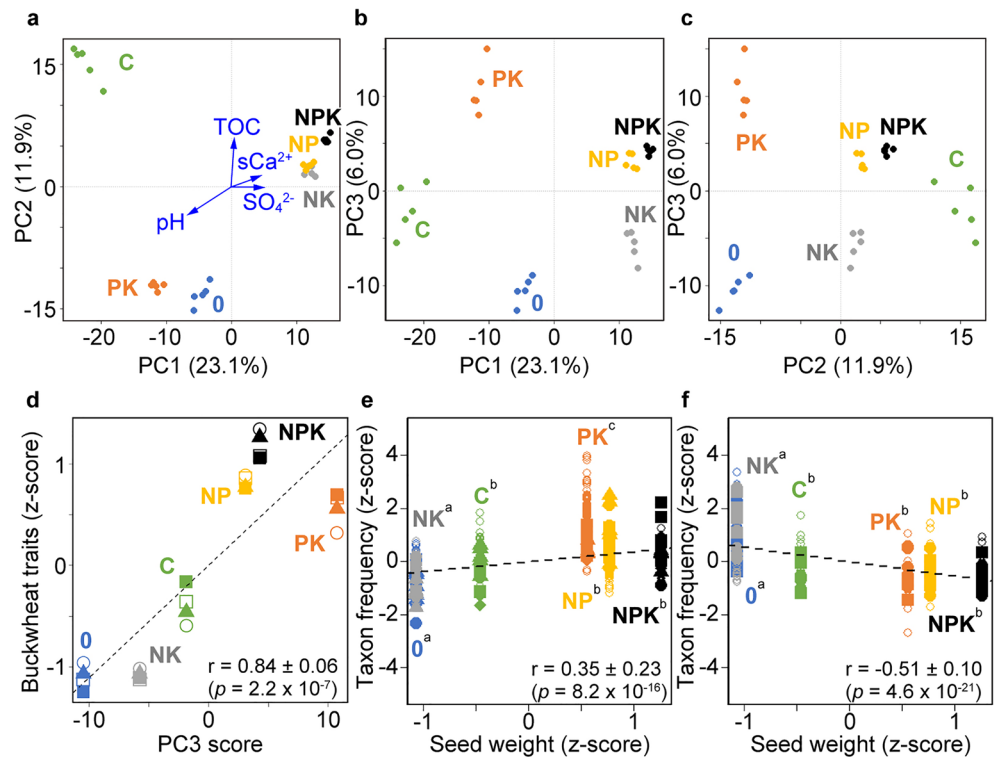 a
15
0
-15
PC2 (11.9%)
C
TOC
NPK
NP
sCa²⁺
SO₄²⁻
NK
pH
PK
0
-20
-10
0
10
PC1 (23.1%)
b
10
0
-10
PC3 (6.0%)
PK
NPK
NP
NK
C
0
-20
-10
0
10
PC1 (23.1%)
c
10
0
-10
PC3 (6.0%)
PK
NP
NPK
C
NK
0
-15
0
15
PC2 (11.9%)
d
1
0
-1
Buckwheat traits (z-score)
NPK
NP
PK
C
0
NK
r = 0.84 ± 0.06
(p = 2.2 x 10⁻⁷)
-10
0
10
PC3 score
e
4
2
0
-2
-4
Taxon frequency (z-score)
PKᶜ
Cᵇ
NKᵃ
NPᵇ
NPKᵇ
0ᵃ
r = 0.35 ± 0.23
(p = 8.2 x 10⁻¹⁶)
-1
0
1
Seed weight (z-score)
f
4
2
0
-2
-4
Taxon frequency (z-score)
NKᵃ
Cᵇ
PKᵇ
NPᵇ
0ᵃ
NPKᵇ
r = -0.51 ± 0.10
(p = 4.6 x 10⁻²¹)
-1
0
1
Seed weight (z-score)